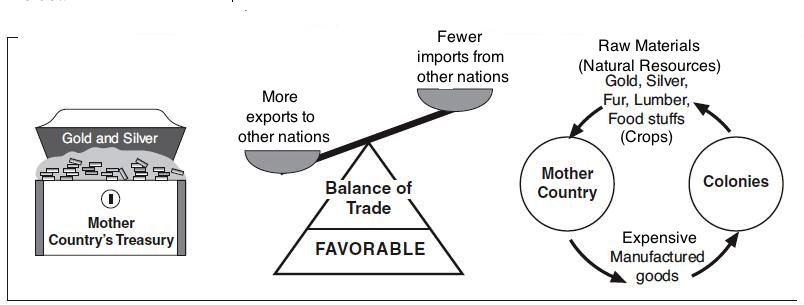 Gold and Silver
Mother
Country's Treasury
More
exports to
other nations
Fewer
imports from
other nations
Balance of
Trade
FAVORABLE
Raw Materials
(Natural Resources)
Gold, Silver,
Fur, Lumber,
Food stuffs
(Crops)
Mother
Country
Colonies
Expensive
Manufactured
goods